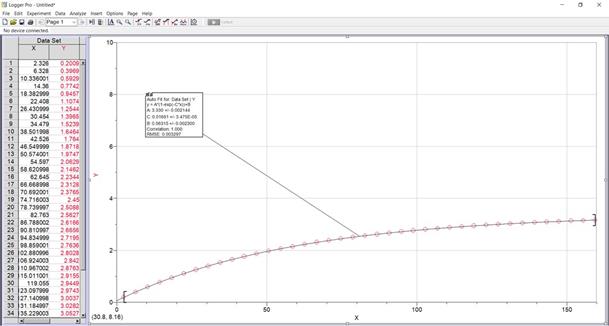 Logger Pro - Untitled*
File Edit Experiment Data Analyze Insert Options Page Help
Page 1
No device connected.
Data Set
X Y
1 2.326 0.2009
2 6.328 0.3969
3 10.336001 0.5929
4 14.36 0.7742
5 18.382999 0.9457
6 22.408 1.1074
7 26.430999 1.2544
8 30.454 1.3965
9 34.479 1.5239
10 38.501998 1.6464
11 42.526 1.764
12 46.549999 1.8718
13 50.574001 1.9747
14 54.597 2.0629
15 58.620998 2.1462
16 62.645 2.2344
17 66.668998 2.3128
18 70.692001 2.3765
19 74.716003 2.45
20 78.739997 2.5088
21 82.763 2.5627
22 86.788002 2.6166
23 90.810997 2.6656
24 94.834999 2.7195
25 98.859001 2.7636
26 02.880996 2.8028
27 06.924003 2.842
28 10.967002 2.8763
29 15.011001 2.9155
30 119.055 2.9449
31 23.097999 2.9743
32 27.140998 3.0037
33 31.184997 3.0282
34 35.229003 3.0527
Auto Fit for: Data Set | Y
y = A*(1-exp(-C*x))+B
A: 3.330 +/- 0.002144
C: 0.01661 +/- 3.475E-05
B: 0.06315 +/- 0.002300
Correlation: 1.000
RMSE: 0.003297
10
8
6
Y
4
2
0
0 50 100 150
(30.8, 8.16)
X